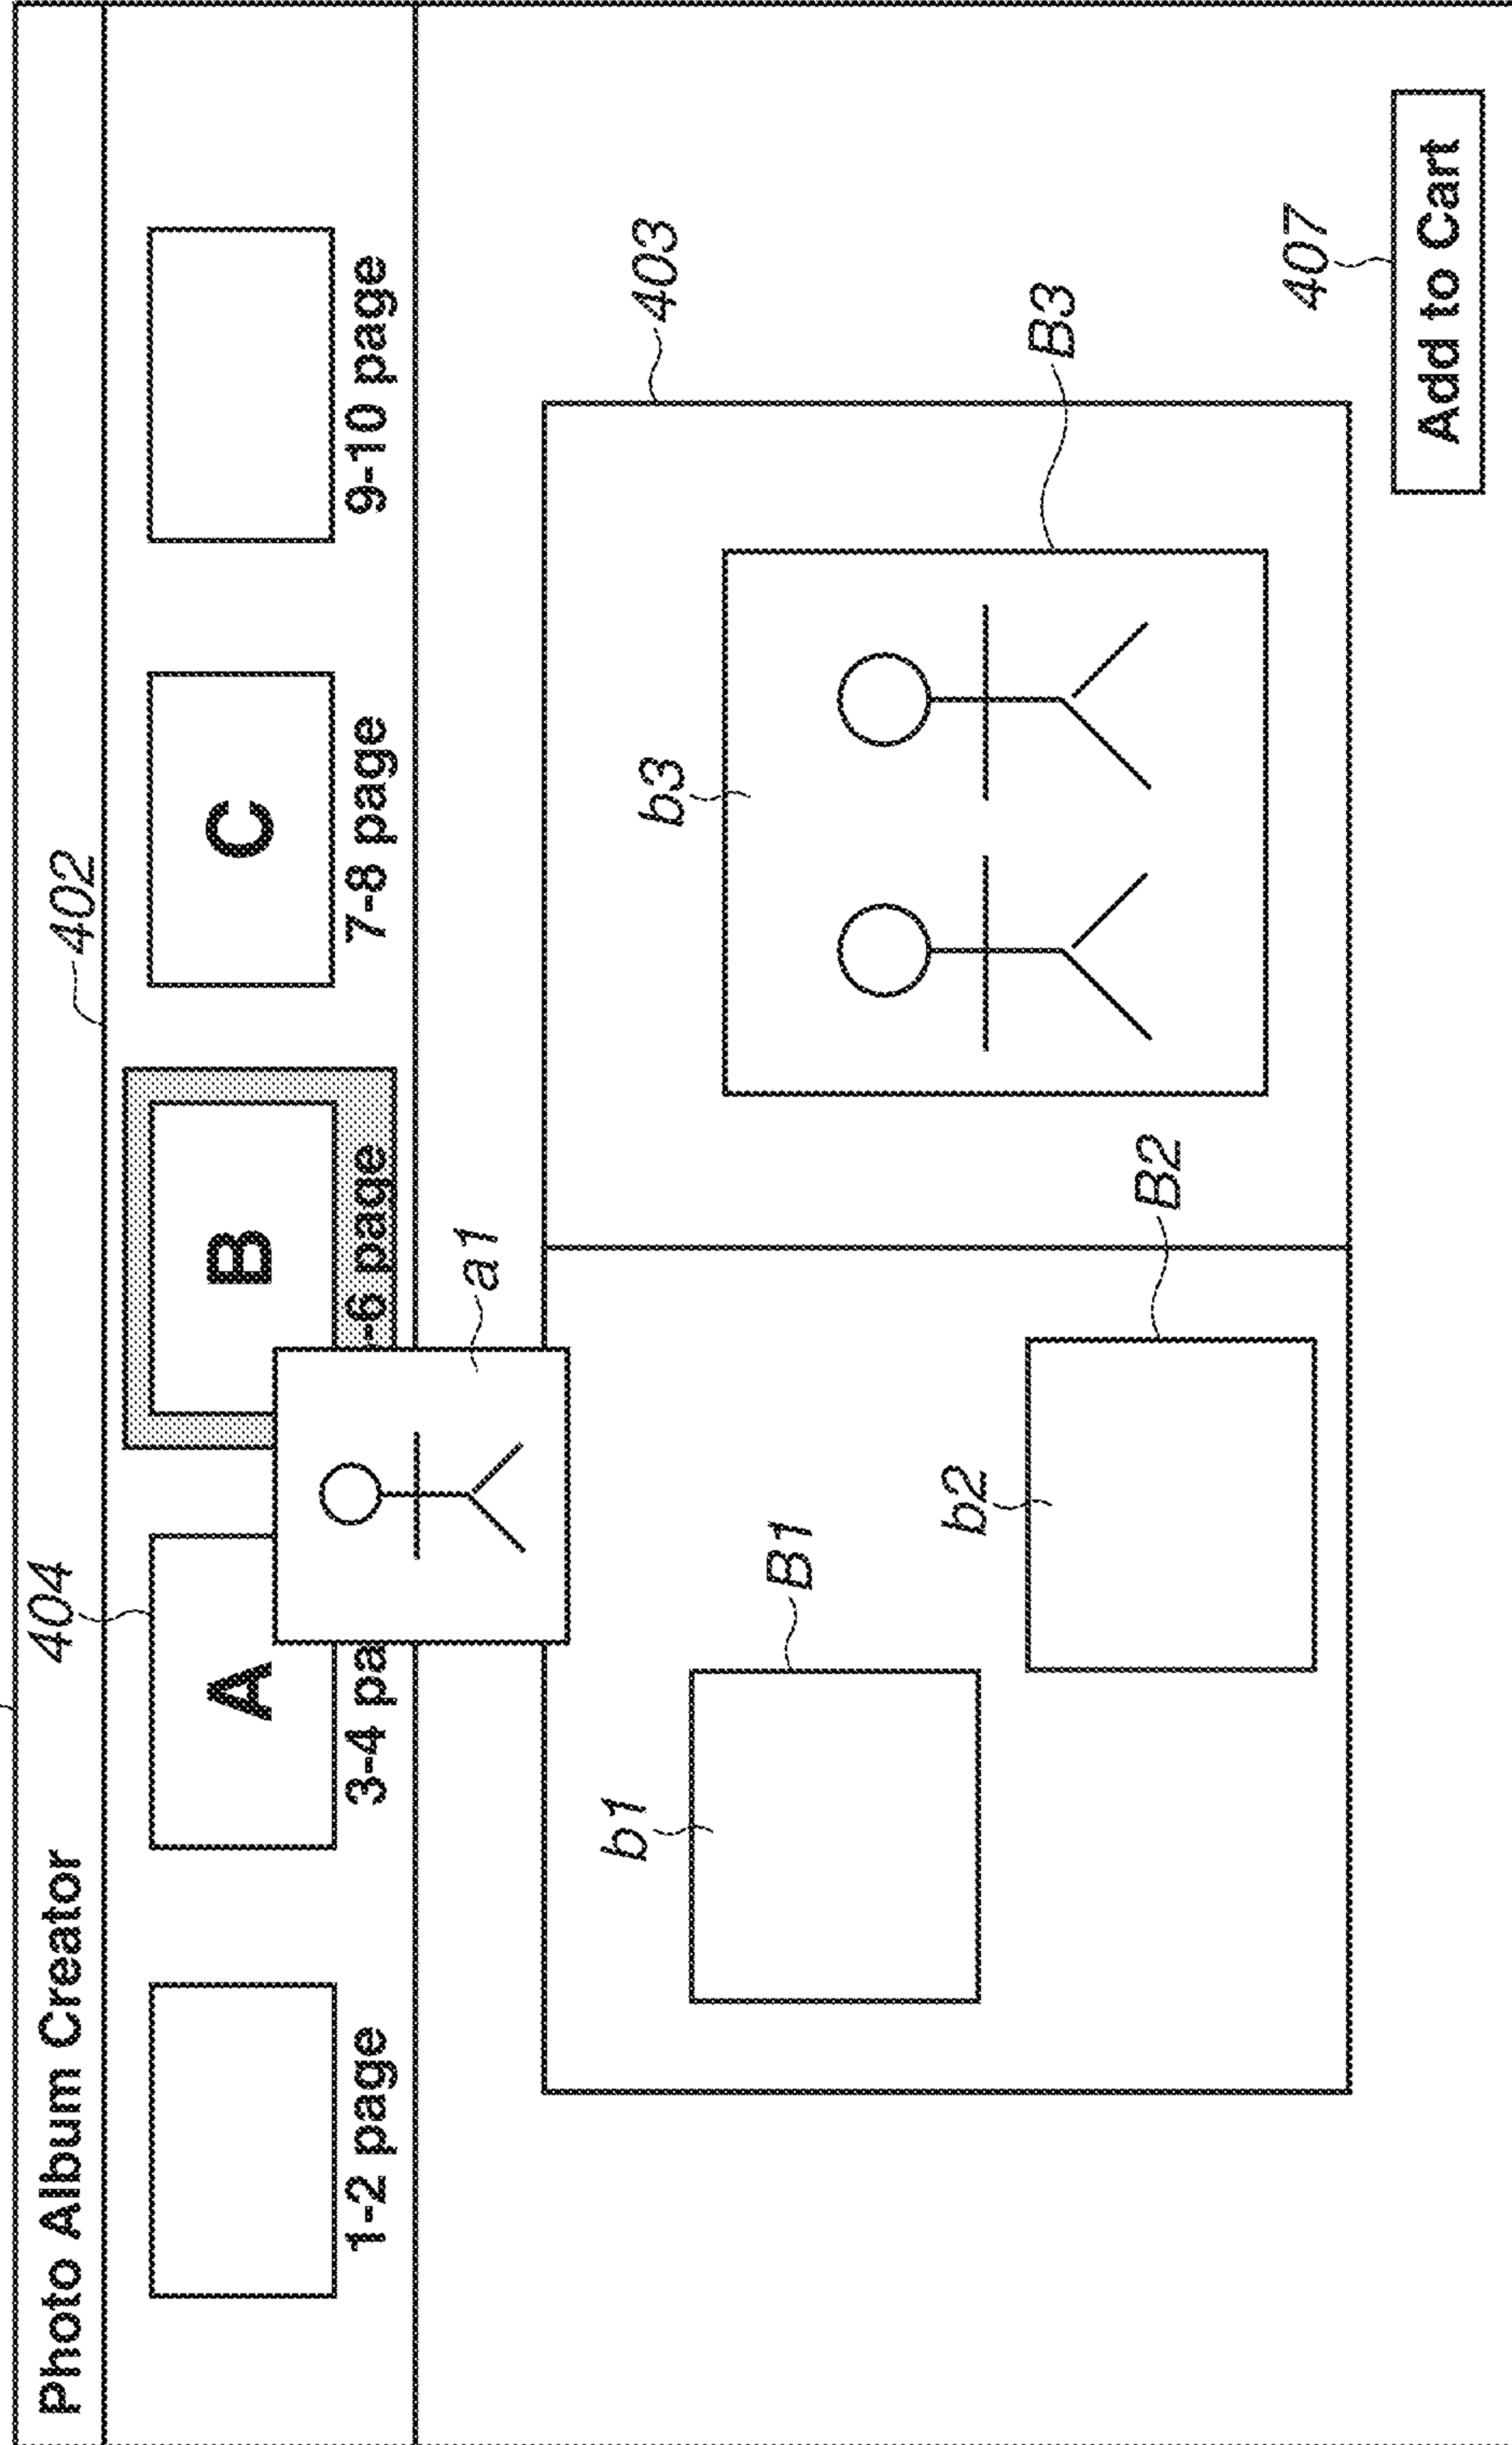 Photo Album Creator
404
402
A
B
C
1-2 page
3-4 pa
-6 page
7-8 page
9-10 page
a1
403
b1
B1
b2
B2
b3
B3
407
Add to Cart